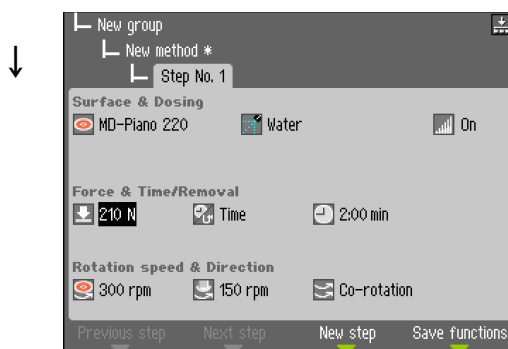 New group
New method *
Step No. 1
Surface & Dosing
MD-Piano 220 Water On
Force & Time/Removal
210 N Time 2:00 min
Rotation speed & Direction
300 rpm 150 rpm Co-rotation
Previous step Next step New step Save functions